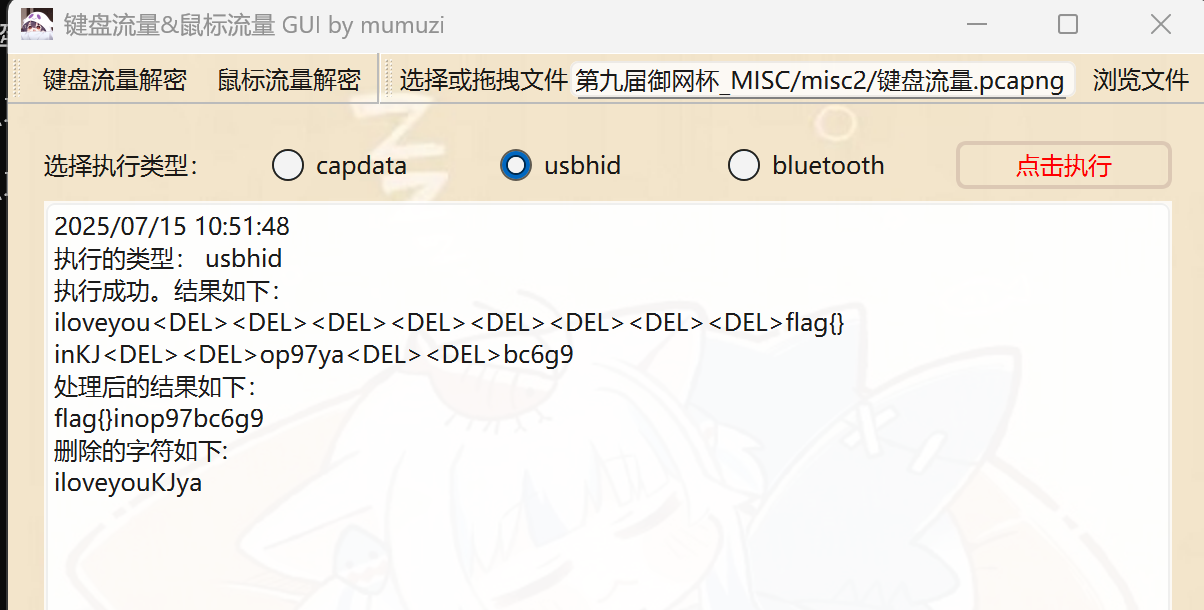 键盘流量&鼠标流量 GUI by mumuzi
键盘流量解密 鼠标流量解密 选择或拖拽文件 第九届御网杯_MISC/misc2/键盘流量.pcapng 浏览文件
选择执行类型： capdata usbhid bluetooth 点击执行
2025/07/15 10:51:48
执行的类型： usbhid
执行成功。结果如下：
iloveyou<DEL><DEL><DEL><DEL><DEL><DEL><DEL><DEL>flag{}
inKJ<DEL><DEL>op97ya<DEL><DEL>bc6g9
处理后的结果如下：
flag{}inop97bc6g9
删除的字符如下:
iloveyouKJya